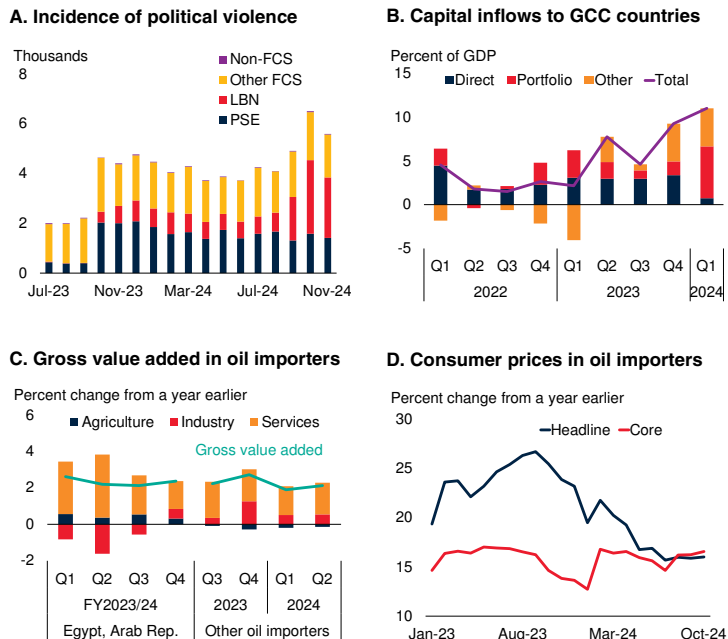 A. Incidence of political violence
Thousands
8
6
4
2
0
Non-FCS
Other FCS
LBN
PSE
Jul-23 Nov-23 Mar-24 Jul-24 Nov-24
B. Capital inflows to GCC countries
Percent of GDP
15
10
5
0
-5
Direct Portfolio Other Total
Q1 Q2 Q3 Q4 Q1 Q2 Q3 Q4 Q1
2022 2023 2024
C. Gross value added in oil importers
Percent change from a year earlier
6
4
2
0
-2
Agriculture Industry Services
Gross value added
Q1 Q2 Q3 Q4 Q3 Q4 Q1 Q2
FY2023/24 2023 2024
Egypt, Arab Rep. Other oil importers
D. Consumer prices in oil importers
Percent change from a year earlier
30
25
20
15
10
Headline Core
Jan-23 Aug-23 Mar-24 Oct-24